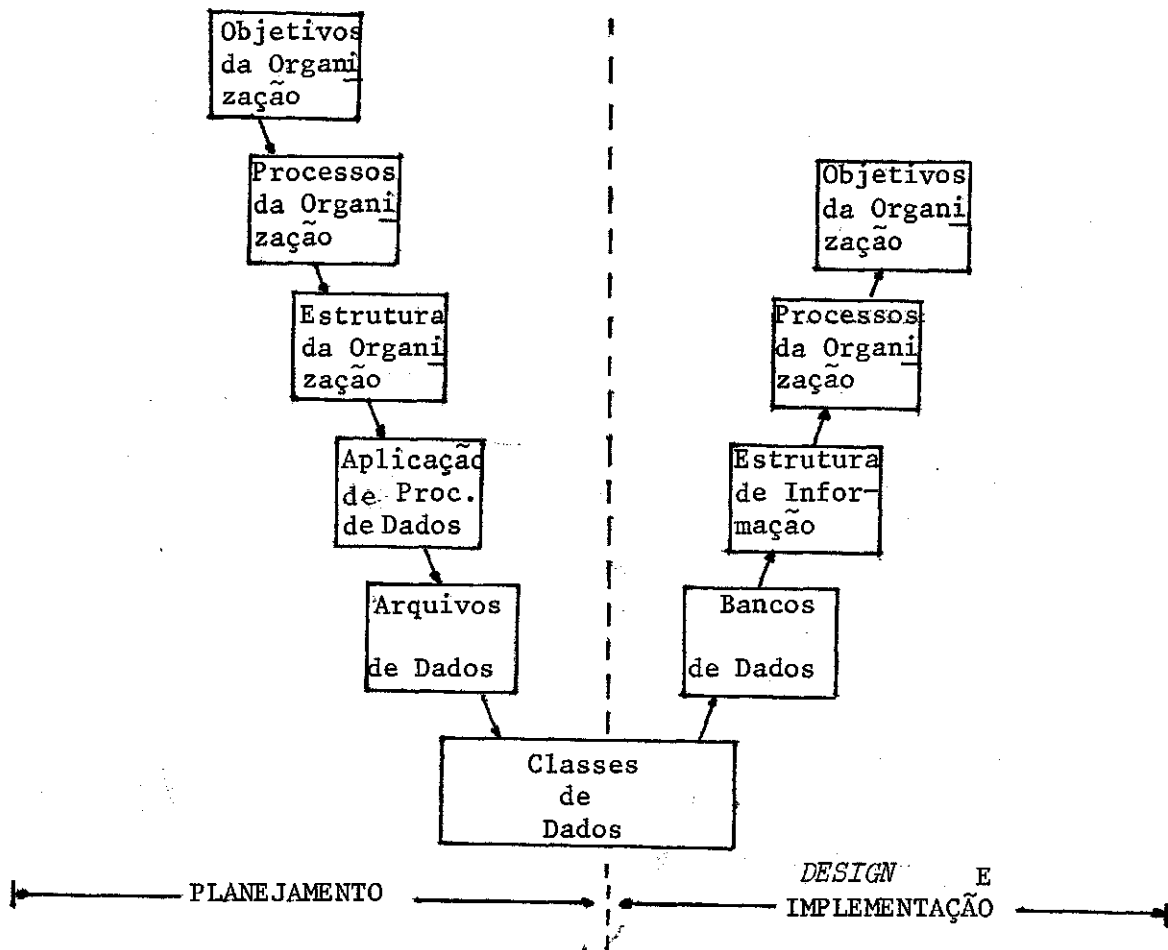 Objetivos
da Organi
zação
Processos
da Organi
zação
Estrutura
da Organi
zação
Aplicação
de Proc.
de Dados
Arquivos
de Dados
Classes
de
Dados
Bancos
de Dados
Estrutura
de Infor-
mação
Processos
da Organi
zação
Objetivos
da Organi
zação
PLANEJAMENTO
DESIGN E
IMPLEMENTAÇÃO